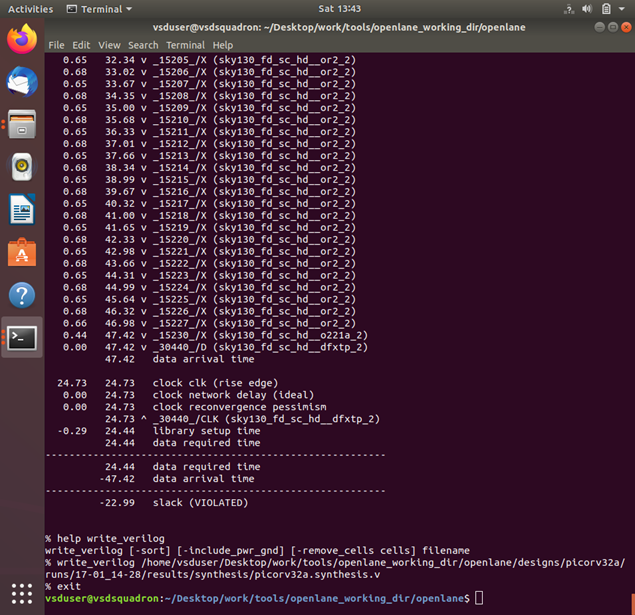 Activities Terminal Sat 13:43
vsduser@vsdsquadron: ~/Desktop/work/tools/openlane_working_dir/openlane
File Edit View Search Terminal Help
0.65 32.34 v _15205_/X (sky130_fd_sc_hd__or2_2)
0.68 33.02 v _15206_/X (sky130_fd_sc_hd__or2_2)
0.65 33.67 v _15207_/X (sky130_fd_sc_hd__or2_2)
0.68 34.35 v _15208_/X (sky130_fd_sc_hd__or2_2)
0.65 35.00 v _15209_/X (sky130_fd_sc_hd__or2_2)
0.68 35.68 v _15210_/X (sky130_fd_sc_hd__or2_2)
0.65 36.33 v _15211_/X (sky130_fd_sc_hd__or2_2)
0.68 37.01 v _15212_/X (sky130_fd_sc_hd__or2_2)
0.65 37.66 v _15213_/X (sky130_fd_sc_hd__or2_2)
0.68 38.34 v _15214_/X (sky130_fd_sc_hd__or2_2)
0.65 38.99 v _15215_/X (sky130_fd_sc_hd__or2_2)
0.68 39.67 v _15216_/X (sky130_fd_sc_hd__or2_2)
0.65 40.32 v _15217_/X (sky130_fd_sc_hd__or2_2)
0.68 41.00 v _15218_/X (sky130_fd_sc_hd__or2_2)
0.65 41.65 v _15219_/X (sky130_fd_sc_hd__or2_2)
0.68 42.33 v _15220_/X (sky130_fd_sc_hd__or2_2)
0.65 42.98 v _15221_/X (sky130_fd_sc_hd__or2_2)
0.68 43.66 v _15222_/X (sky130_fd_sc_hd__or2_2)
0.65 44.31 v _15223_/X (sky130_fd_sc_hd__or2_2)
0.68 44.99 v _15224_/X (sky130_fd_sc_hd__or2_2)
0.65 45.64 v _15225_/X (sky130_fd_sc_hd__or2_2)
0.68 46.32 v _15226_/X (sky130_fd_sc_hd__or2_2)
0.66 46.98 v _15227_/X (sky130_fd_sc_hd__or2_2)
0.44 47.42 v _15230_/X (sky130_fd_sc_hd__o221a_2)
0.00 47.42 v _30440_/D (sky130_fd_sc_hd__dfxtp_2)
47.42 data arrival time
24.73 24.73 clock clk (rise edge)
0.00 24.73 clock network delay (ideal)
0.00 24.73 clock reconvergence pessimism
24.73 ^ _30440_/CLK (sky130_fd_sc_hd__dfxtp_2)
-0.29 24.44 library setup time
24.44 data required time
---------------------------------------------------------
24.44 data required time
-47.42 data arrival time
---------------------------------------------------------
-22.99 slack (VIOLATED)
% help write_verilog
write_verilog [-sort] [-include_pwr_gnd] [-remove_cells cells] filename
% write_verilog /home/vsduser/Desktop/work/tools/openlane_working_dir/openlane/designs/picorv32a/
runs/17-01_14-28/results/synthesis/picorv32a.synthesis.v
% exit
vsduser@vsdsquadron:~/Desktop/work/tools/openlane_working_dir/openlane$